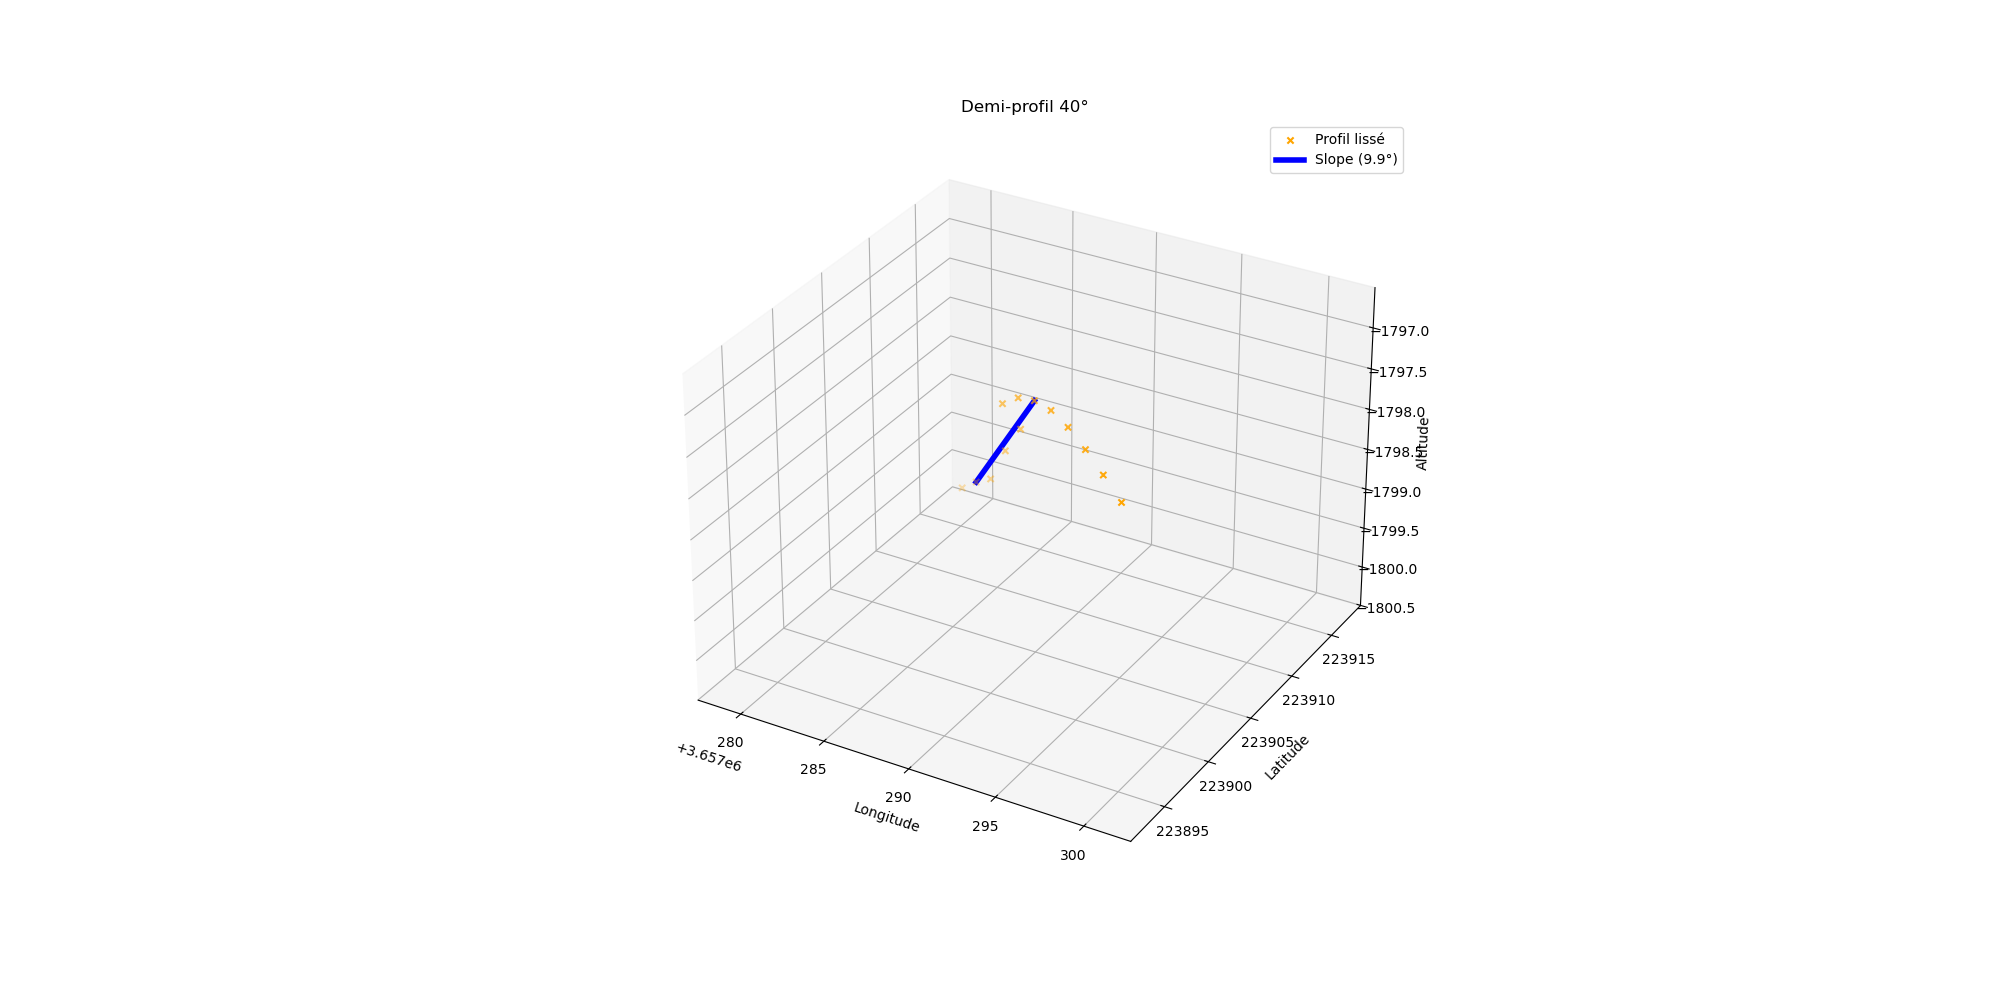 Demi-profil 40°
Profil lissé
Slope (9.9°)
−1797.0
−1797.5
−1798.0
−1798.5
−1799.0
−1799.5
−1800.0
−1800.5
Altitude
223915
223910
223905
223900
223895
Latitude
280
285
290
295
300
+3.657e6
Longitude